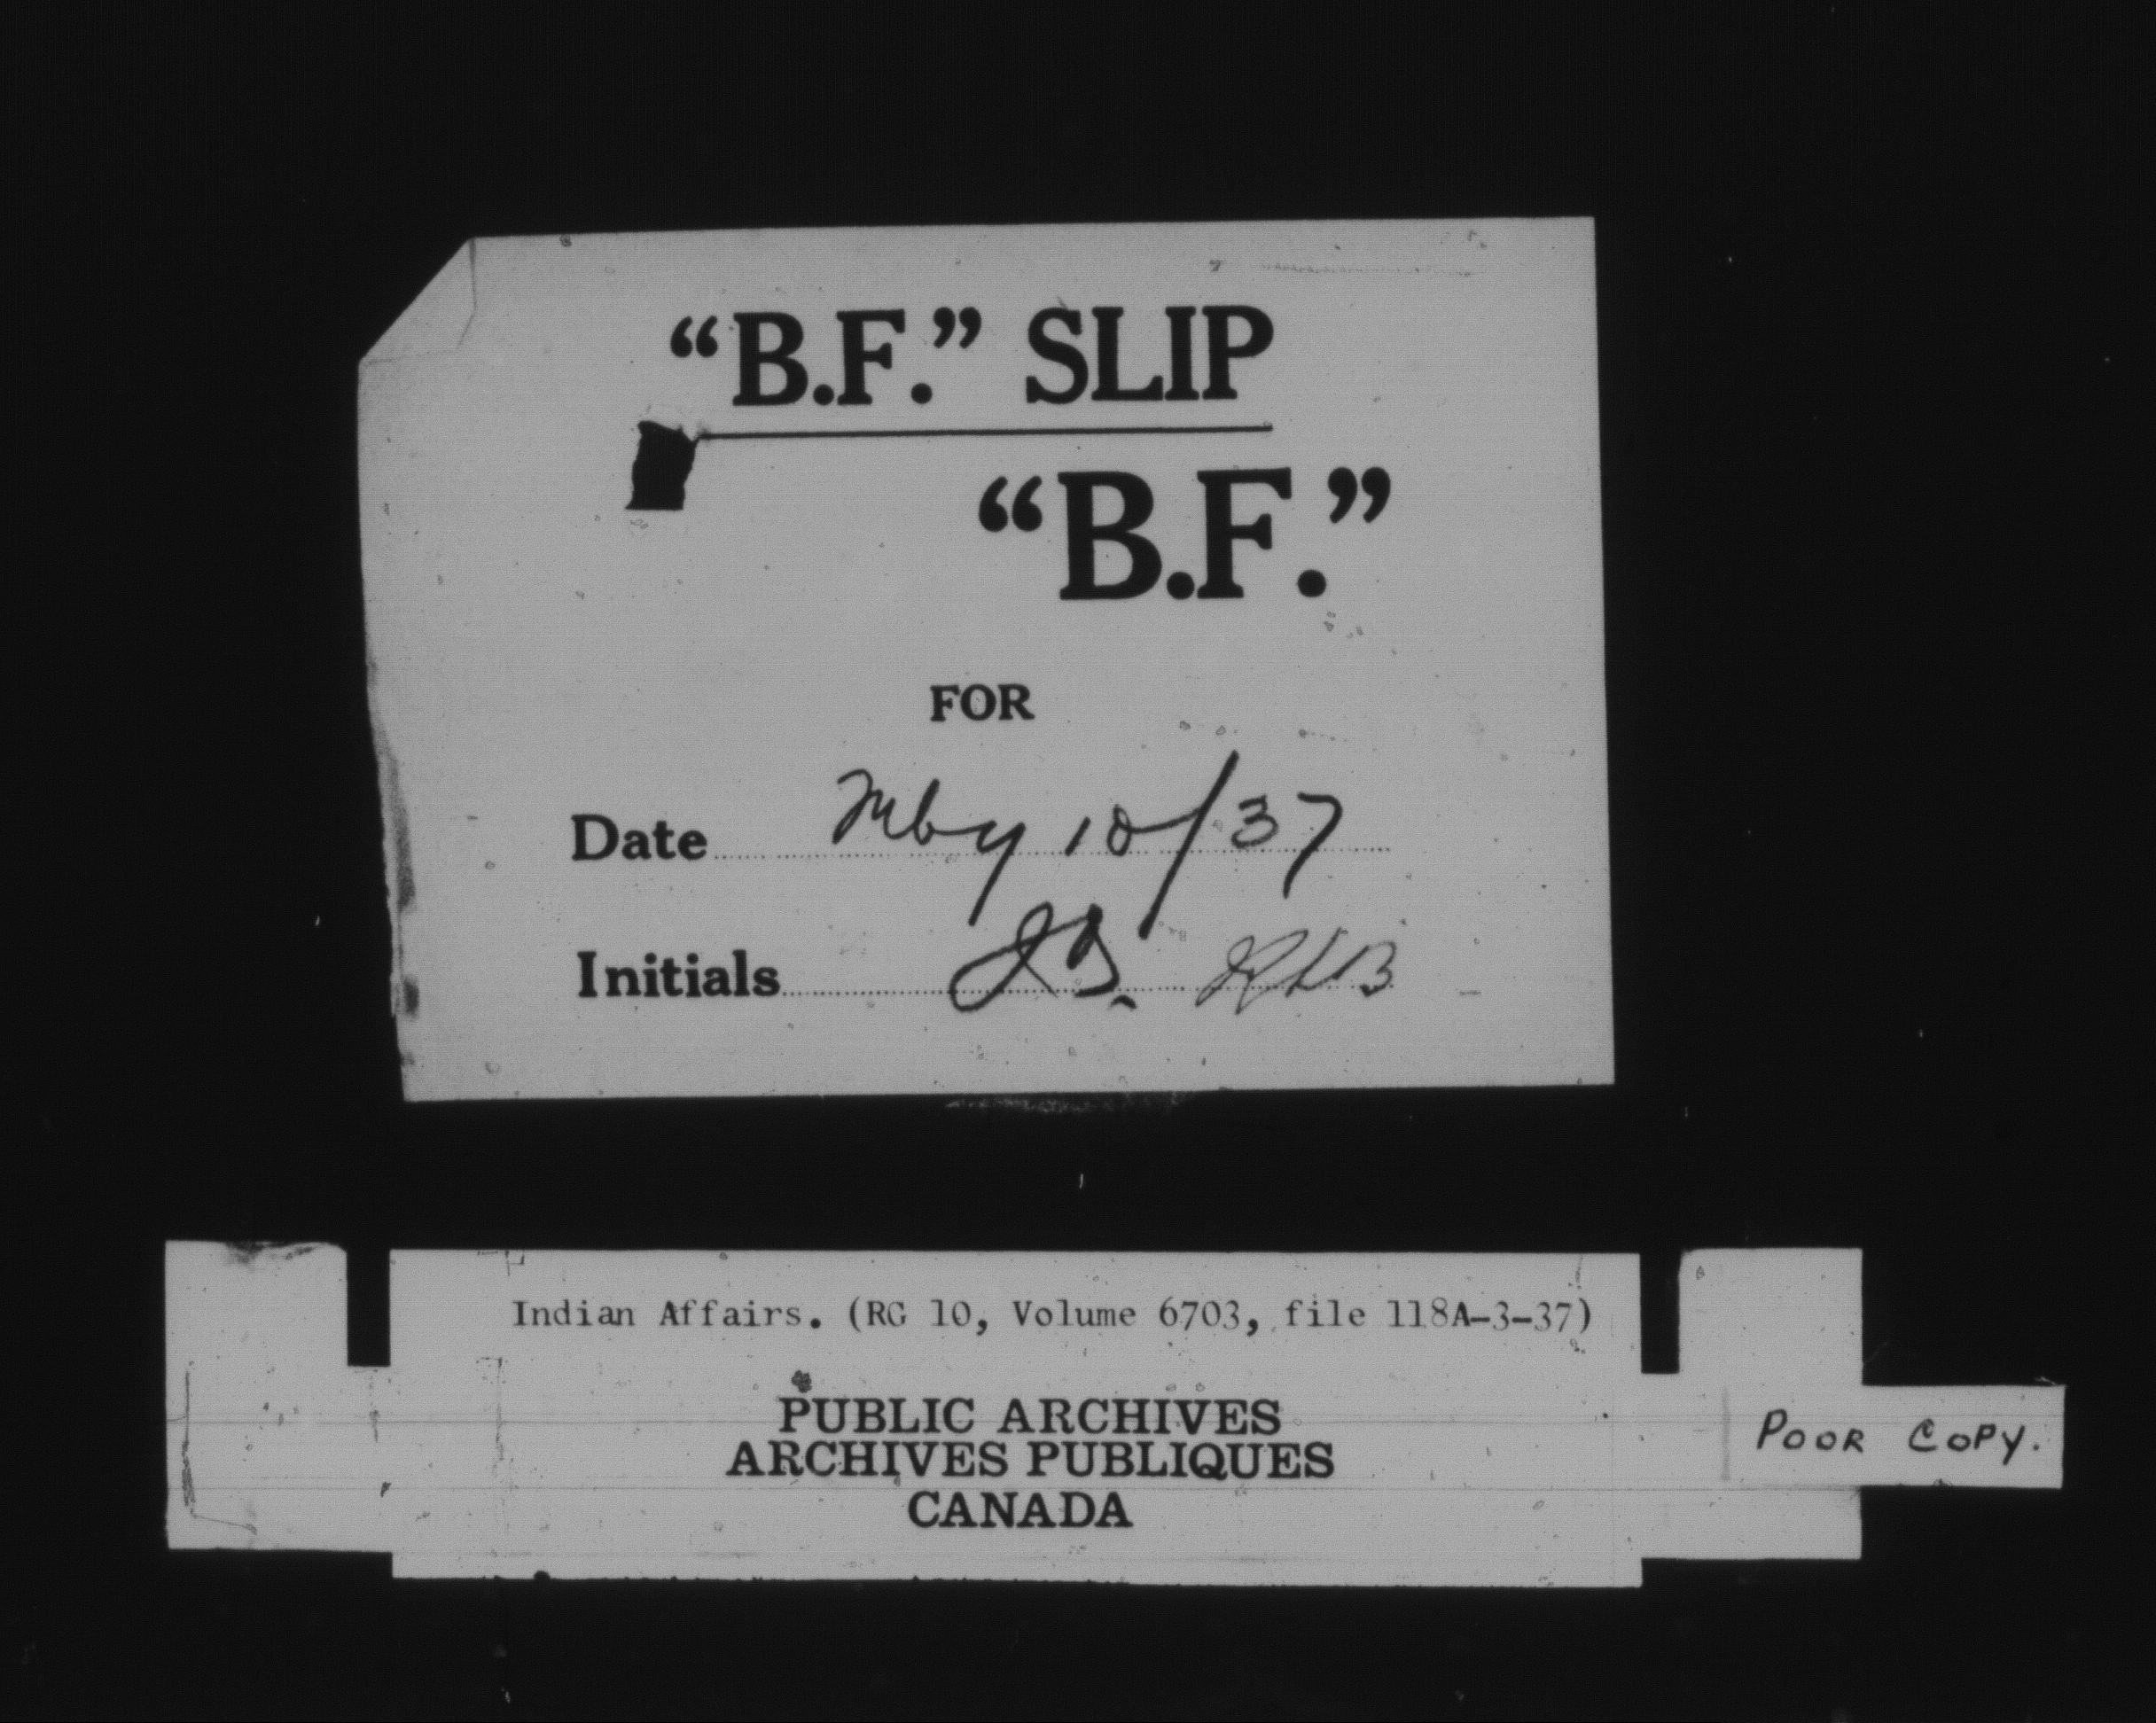 “B.F.” SLIP
“B.F.”
FOR
Date May 10/37
Initials
Indian Affairs. (RG 10, Volume 6703, file 118A-3-37)
PUBLIC ARCHIVES
ARCHIVES PUBLIQUES
CANADA
POOR COPY.